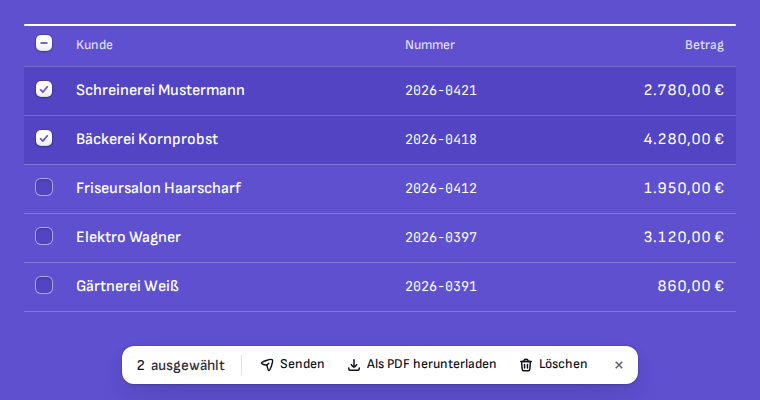 Kunde Nummer Betrag
Schreinerei Mustermann 2026-0421 2.780,00 €
Bäckerei Kornprobst 2026-0418 4.280,00 €
Friseursalon Haarscharf 2026-0412 1.950,00 €
Elektro Wagner 2026-0397 3.120,00 €
Gärtnerei Weiß 2026-0391 860,00 €
2 ausgewählt Senden Als PDF herunterladen Löschen ×